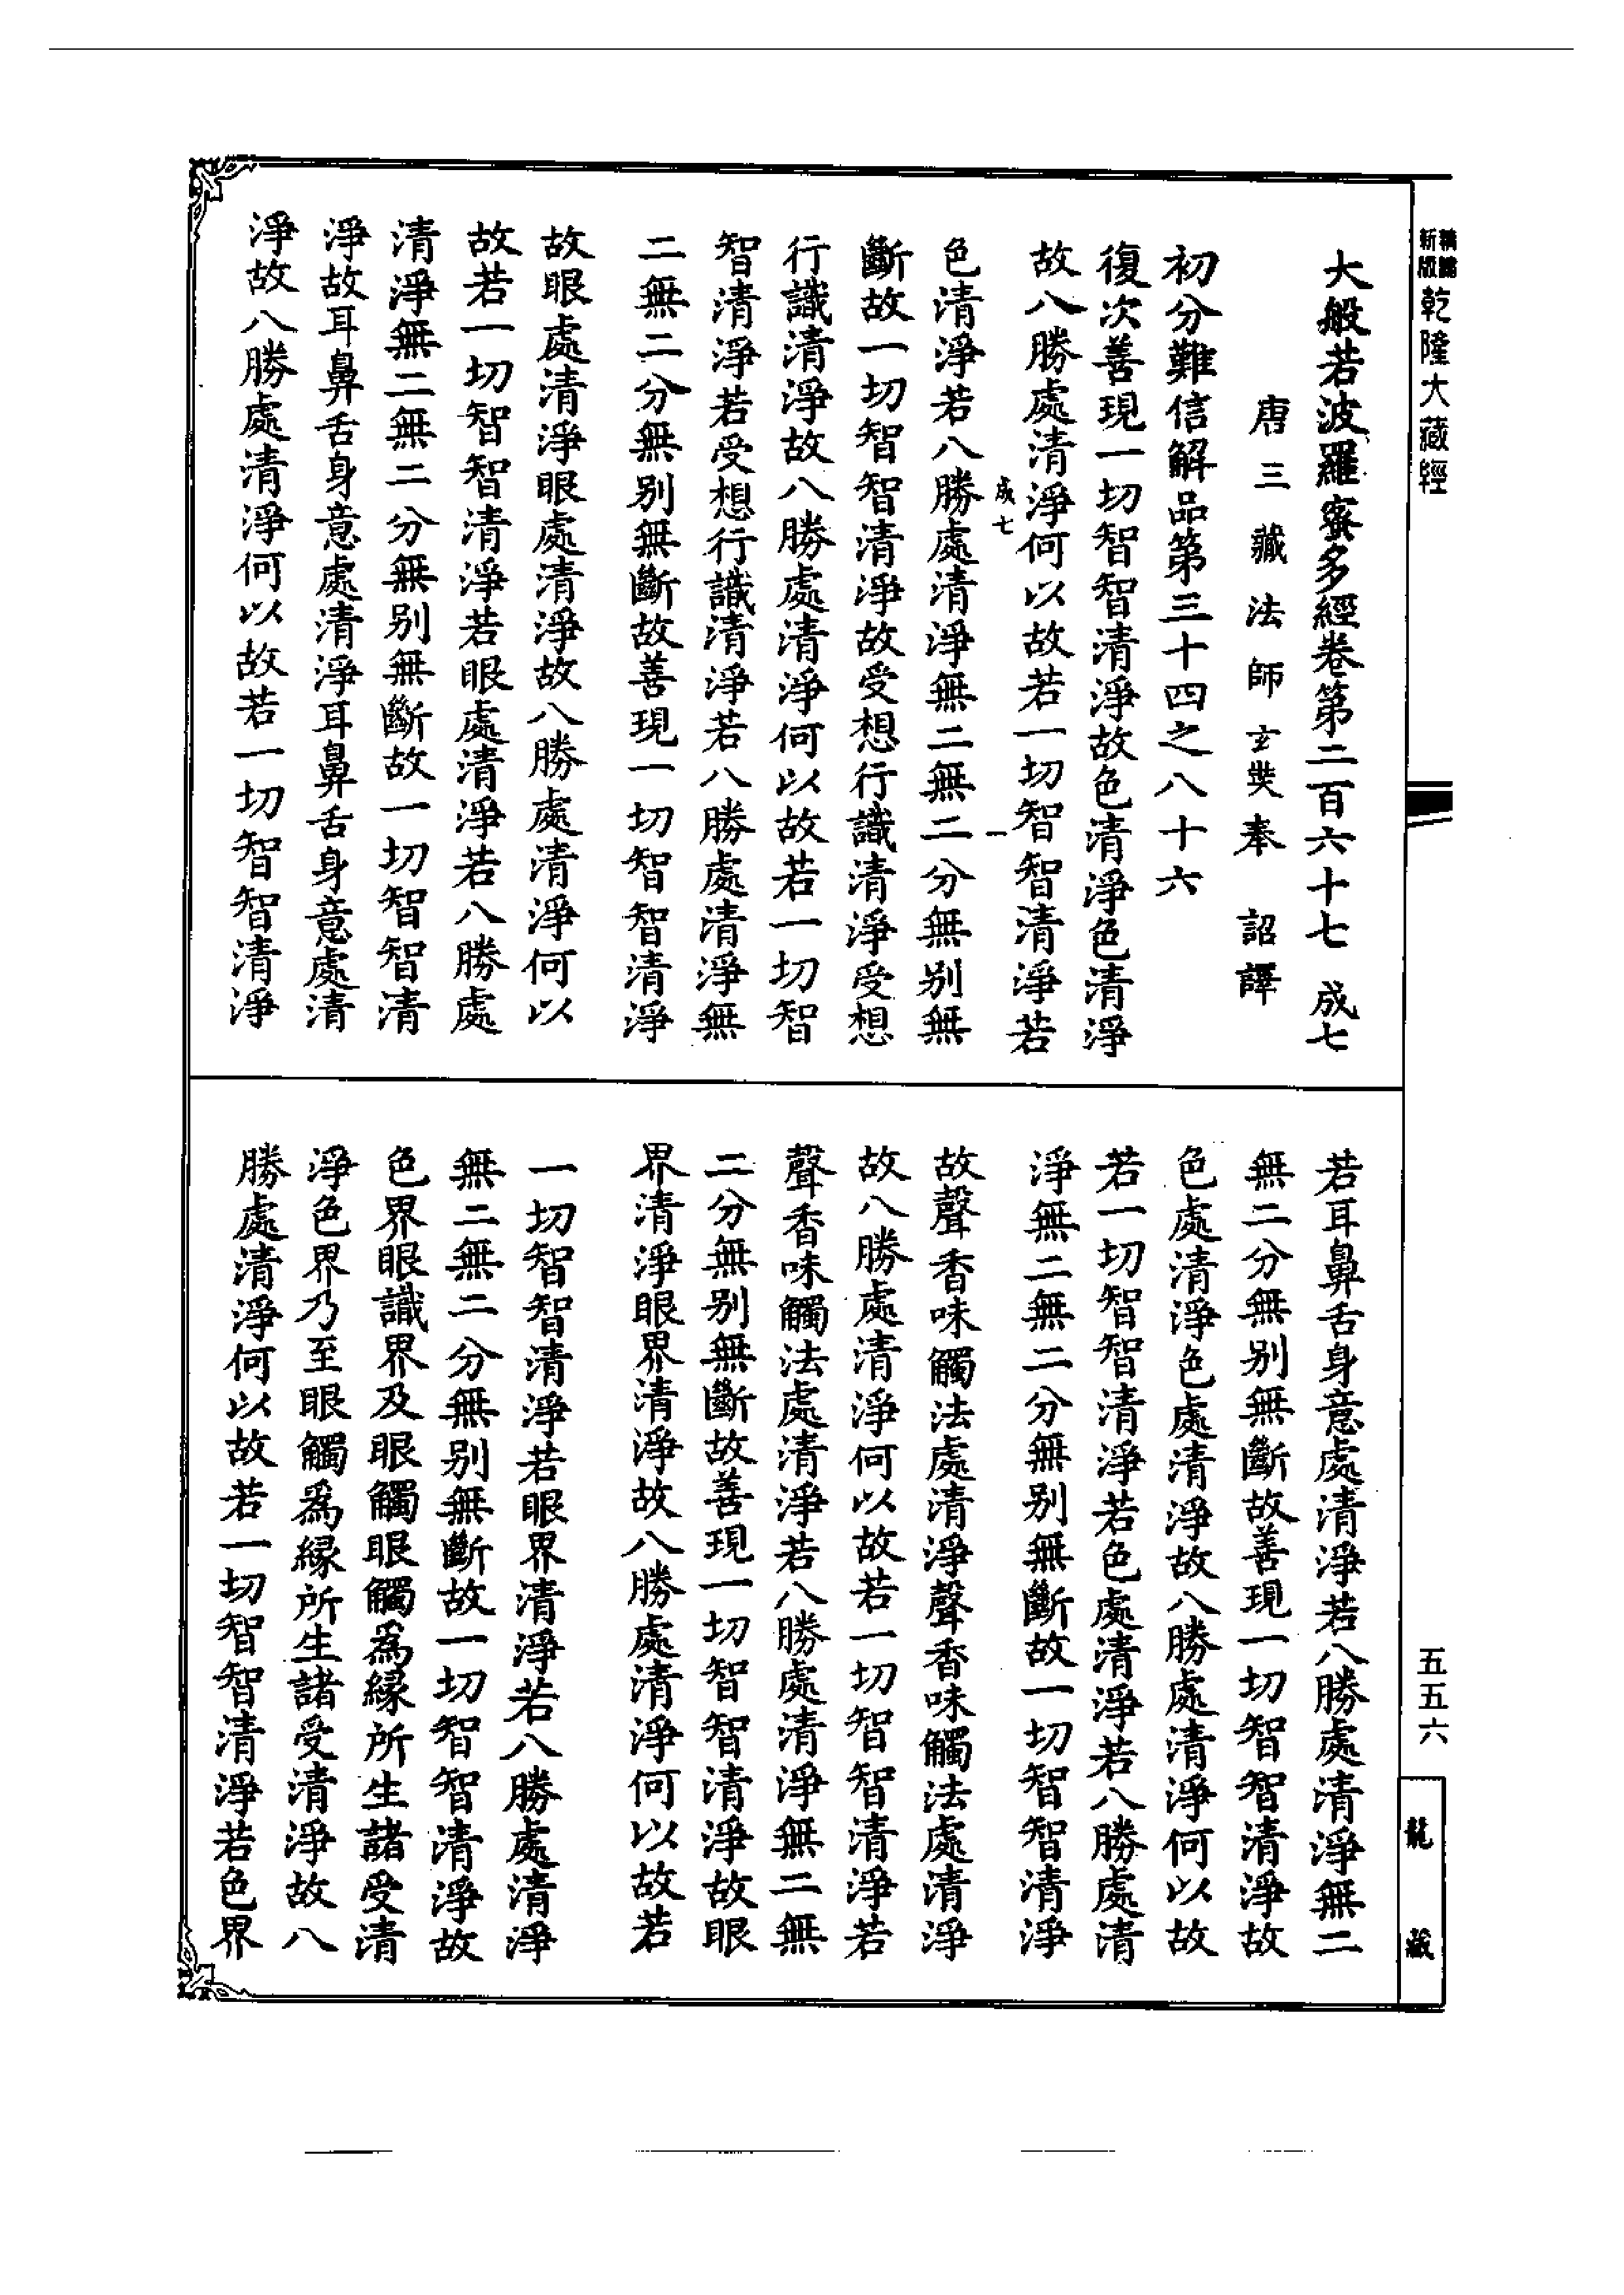 新版精鏽乾隆大藏經
大般若波羅蜜多經卷第二百六十七 成七
唐三藏法師玄奘奉 詔譯
初分難信解品第三十四之八十六
復次善現一切智智清淨故色清淨色清淨
故八勝處清淨何以故若一切智智清淨若
成七 一
色清淨若八勝處清淨無二無二分無別無
斷故一切智智清淨故受想行識清淨受想
行識清淨故八勝處清淨何以故若一切智
智清淨若受想行識清淨若八勝處清淨無
二無二分無別無斷故善現一切智智清淨
故眼處清淨眼處清淨故八勝處清淨何以
故若一切智智清淨若眼處清淨若八勝處
清淨無二無二分無別無斷故一切智智清
淨故耳鼻舌身意處清淨耳鼻舌身意處清
淨故八勝處清淨何以故若一切智智清淨
若耳鼻舌身意處清淨若八勝處清淨無二
無二分無別無斷故善現一切智智清淨故
色處清淨色處清淨故八勝處清淨何以故
若一切智智清淨若色處清淨若八勝處清
淨無二無二分無別無斷故一切智智清淨
故聲香味觸法處清淨聲香味觸法處清淨
故八勝處清淨何以故若一切智智清淨若
聲香味觸法處清淨若八勝處清淨無二無
二分無別無斷故善現一切智智清淨故眼
界清淨眼界清淨故八勝處清淨何以故若
一切智智清淨若眼界清淨若八勝處清淨
無二無二分無別無斷故一切智智清淨故
色界眼識界及眼觸眼觸為緣所生諸受清
淨色界乃至眼觸為緣所生諸受清淨故八
勝處清淨何以故若一切智智清淨若色界
五五六
龍藏